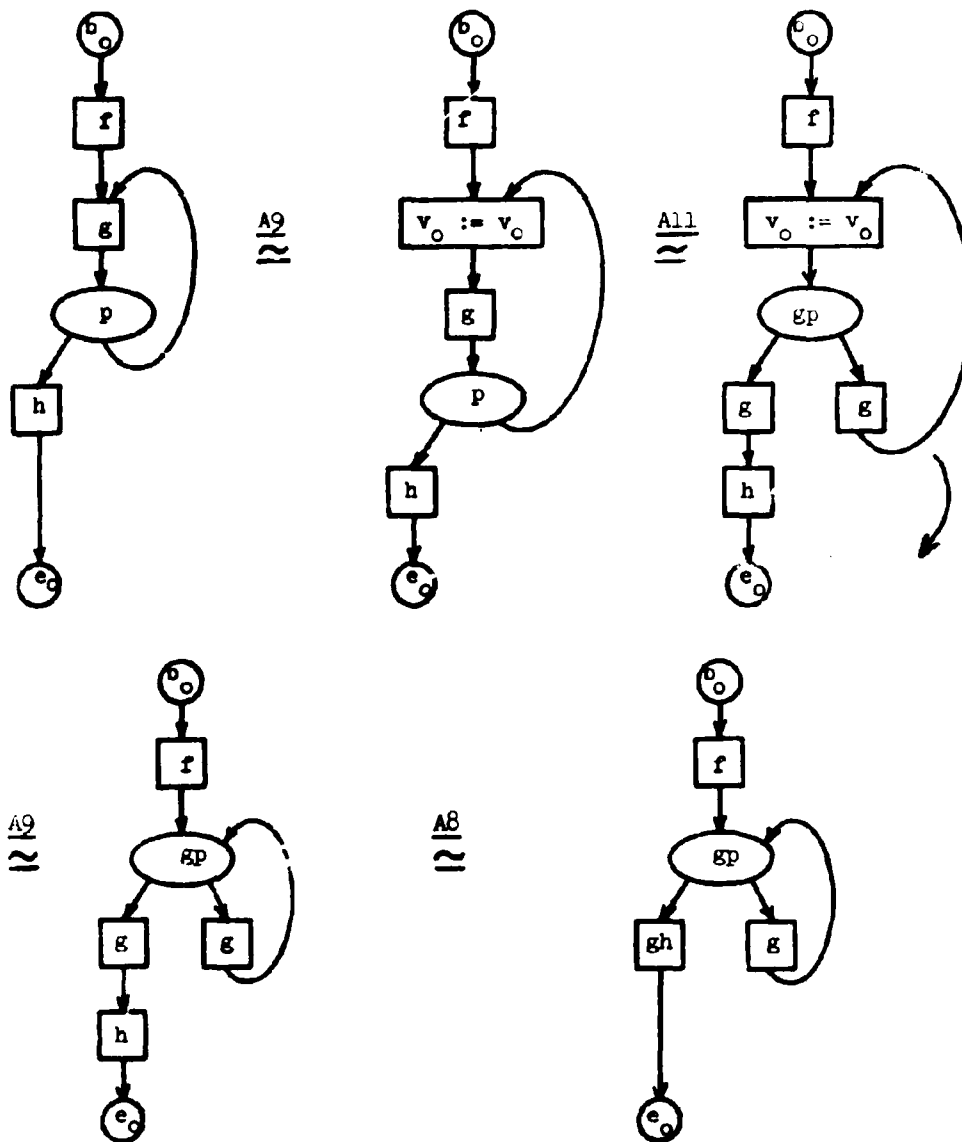 b₀ b₀ b₀
f f f
g v₀ := v₀ v₀ := v₀
A9 A11
≅ ≅
p g gp
h p g g
h h
e₀ e₀ e₀
b₀ b₀
f f
A9 gp A8 gp
≅ ≅
g g gh g
h
e₀ e₀